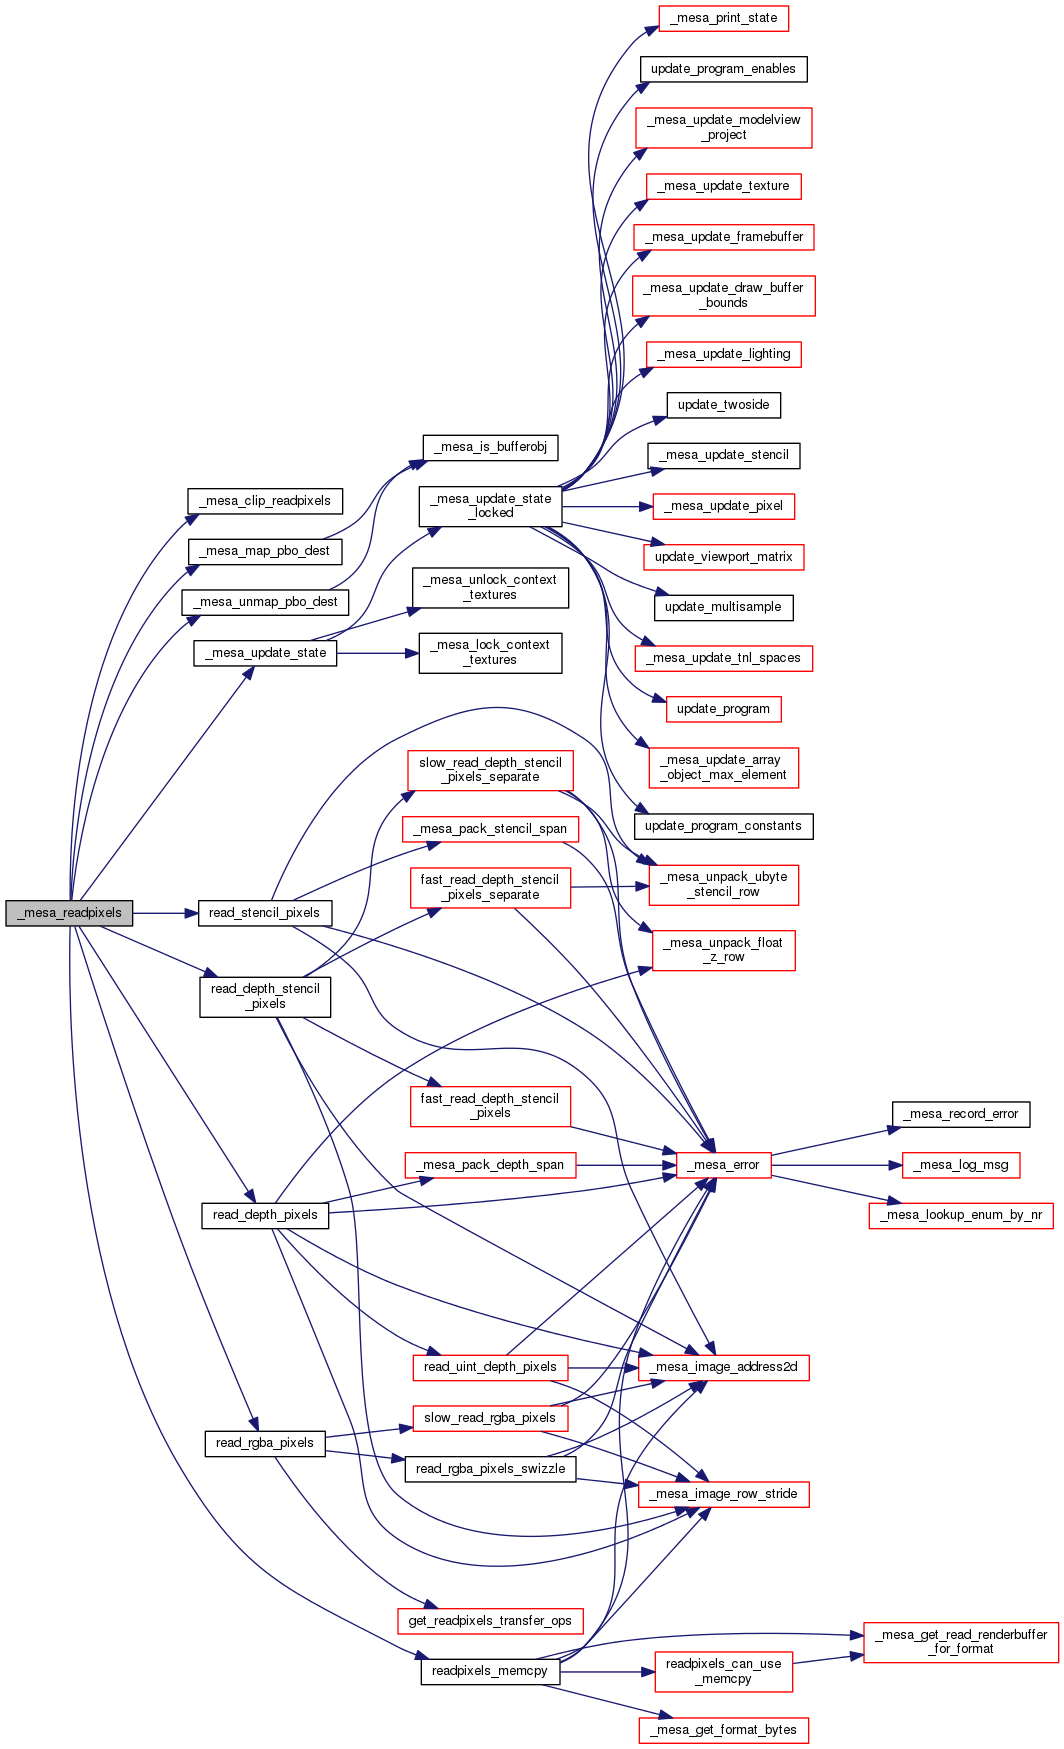 _mesa_print_state
update_program_enables
_mesa_update_modelview
_project
_mesa_update_texture
_mesa_update_framebuffer
_mesa_update_draw_buffer
_bounds
_mesa_update_lighting
update_twoside
_mesa_is_bufferobj
_mesa_update_stencil
_mesa_clip_readpixels
_mesa_update_state
_locked
_mesa_update_pixel
_mesa_map_pbo_dest
update_viewport_matrix
_mesa_unmap_pbo_dest
_mesa_unlock_context
_textures
update_multisample
_mesa_update_state
_mesa_lock_context
_textures
_mesa_update_tnl_spaces
update_program
slow_read_depth_stencil
_pixels_separate
_mesa_update_array
_object_max_element
_mesa_pack_stencil_span
update_program_constants
fast_read_depth_stencil
_pixels_separate
_mesa_unpack_ubyte
_stencil_row
_mesa_readpixels
read_stencil_pixels
_mesa_unpack_float
_z_row
read_depth_stencil
_pixels
fast_read_depth_stencil
_pixels
_mesa_record_error
_mesa_pack_depth_span
_mesa_error
_mesa_log_msg
read_depth_pixels
_mesa_lookup_enum_by_nr
read_uint_depth_pixels
_mesa_image_address2d
slow_read_rgba_pixels
read_rgba_pixels
read_rgba_pixels_swizzle
_mesa_image_row_stride
get_readpixels_transfer_ops
_mesa_get_read_renderbuffer
_for_format
readpixels_memcpy
readpixels_can_use
_memcpy
_mesa_get_format_bytes